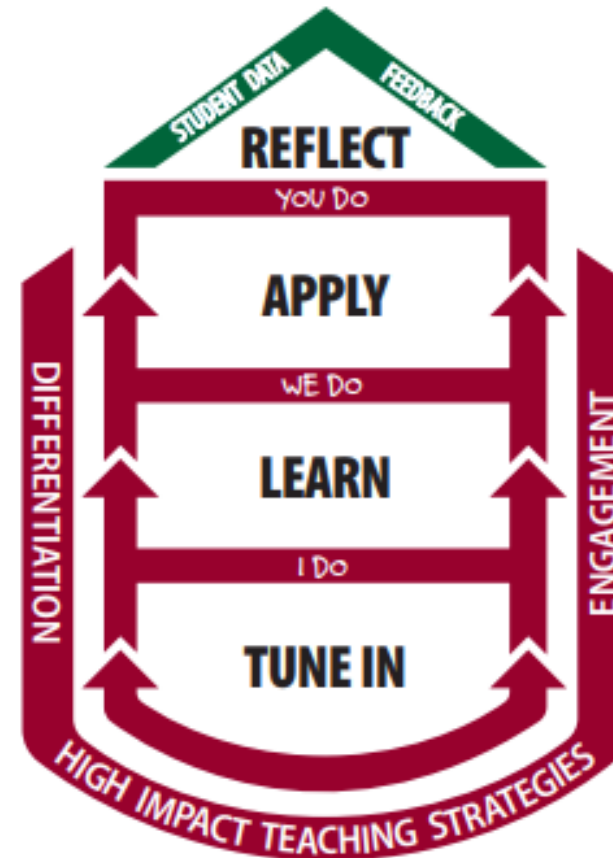 STUDENT DATA
FEEDBACK
REFLECT
YOU DO
APPLY
WE DO
LEARN
I DO
TUNE IN
DIFFERENTIATION
ENGAGEMENT
HIGH IMPACT TEACHING STRATEGIES